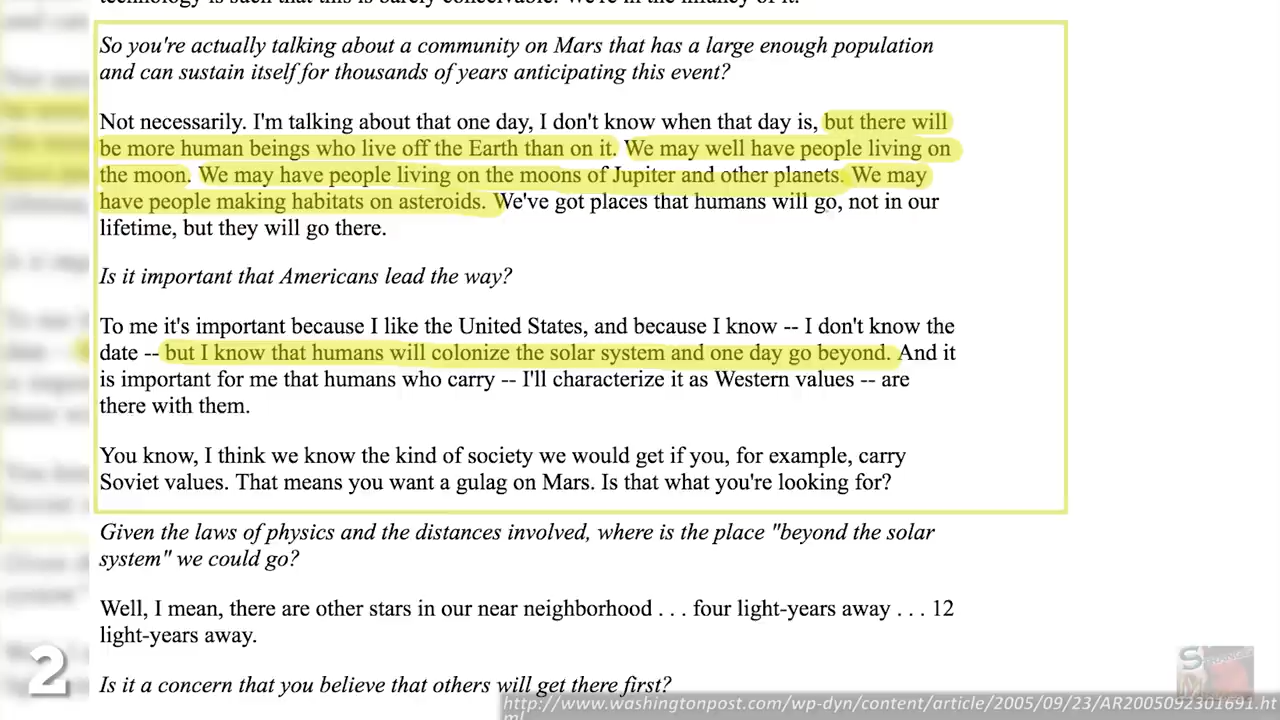 technology is such that this is barely conceivable. We're in the infancy of it.
So you're actually talking about a community on Mars that has a large enough population
and can sustain itself for thousands of years anticipating this event?
Not necessarily. I'm talking about that one day, I don't know when that day is, but there will
be more human beings who live off the Earth than on it. We may well have people living on
the moon. We may have people living on the moons of Jupiter and other planets. We may
have people making habitats on asteroids. We've got places that humans will go, not in our
lifetime, but they will go there.
Is it important that Americans lead the way?
To me it's important because I like the United States, and because I know -- I don't know the
date -- but I know that humans will colonize the solar system and one day go beyond. And it
is important for me that humans who carry -- I'll characterize it as Western values -- are
there with them.
You know, I think we know the kind of society we would get if you, for example, carry
Soviet values. That means you want a gulag on Mars. Is that what you're looking for?
Given the laws of physics and the distances involved, where is the place "beyond the solar
system" we could go?
Well, I mean, there are other stars in our near neighborhood . . . four light-years away . . . 12
light-years away.
Is it a concern that you believe that others will get there first?
2
http://www.washingtonpost.com/wp-dyn/content/article/2005/09/23/AR2005092301691.ht
ml